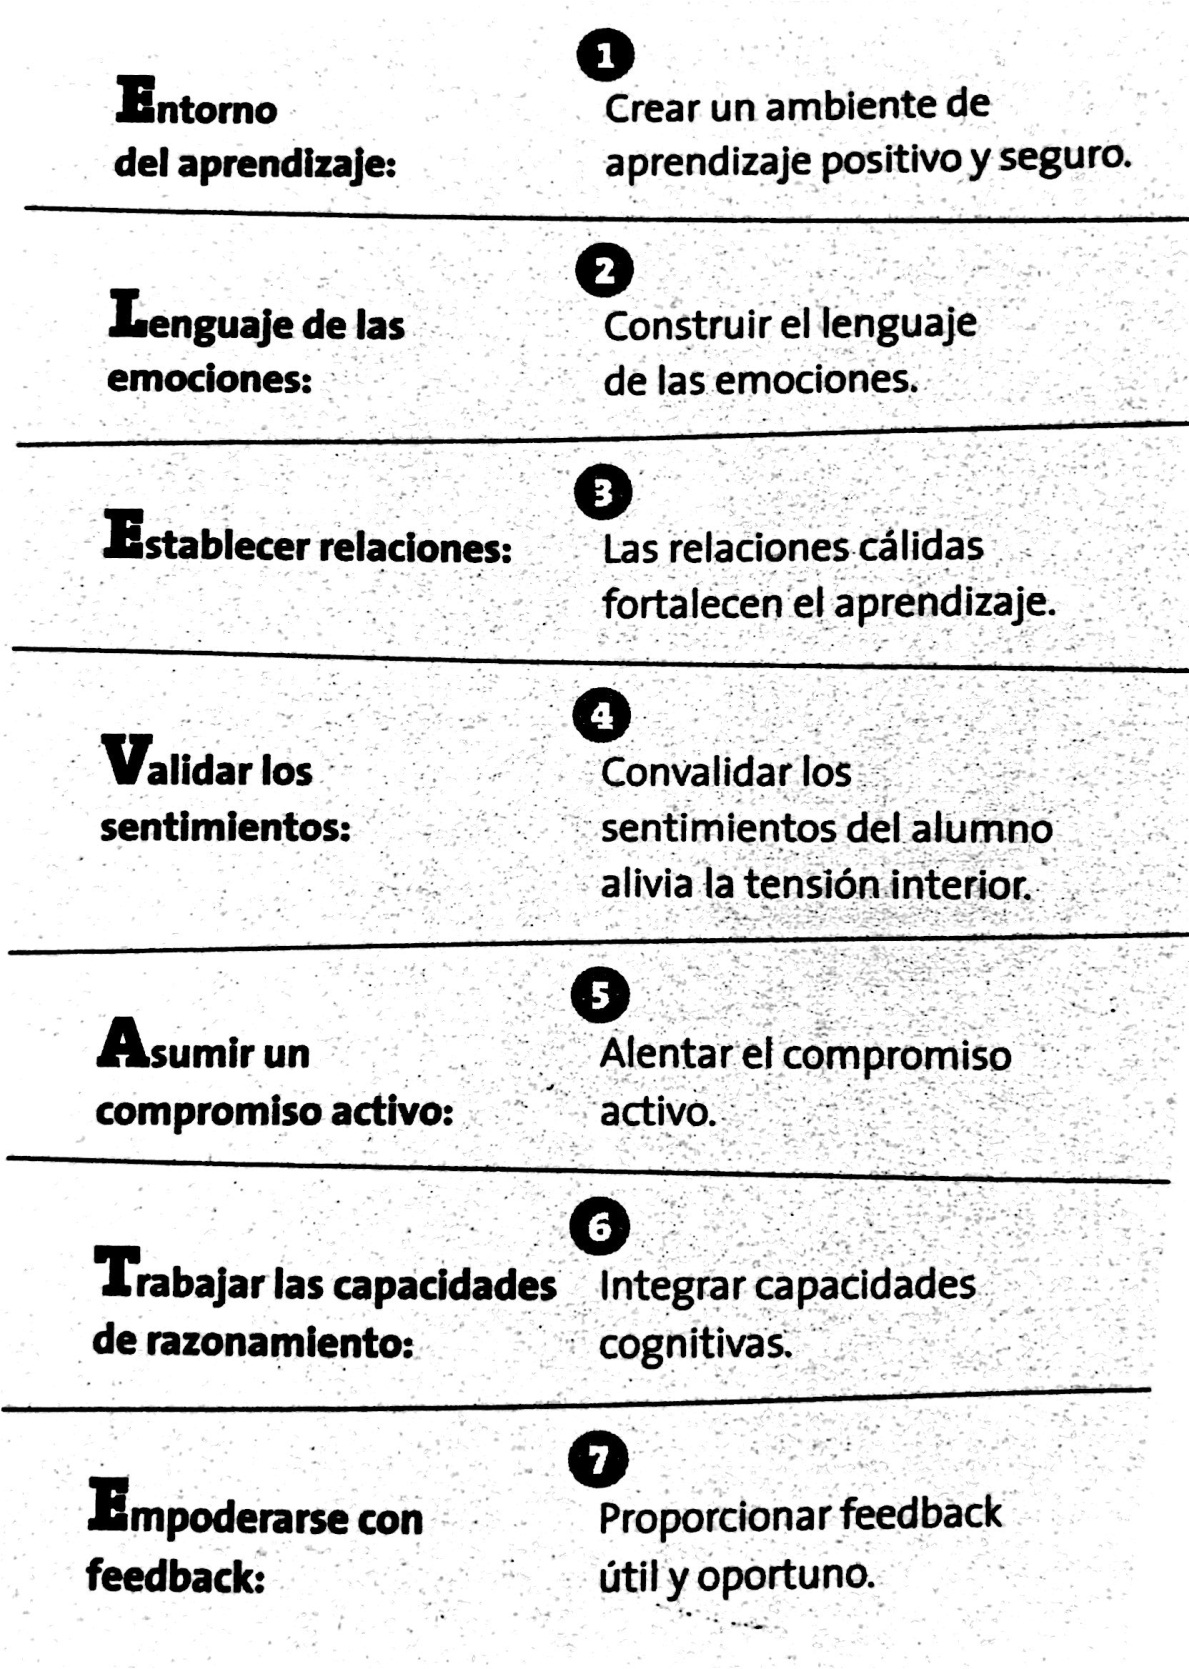 Entorno
del aprendizaje:
1
Crear un ambiente de
aprendizaje positivo y seguro.
Lenguaje de las
emociones:
2
Construir el lenguaje
de las emociones.
Establecer relaciones:
3
Las relaciones cálidas
fortalecen el aprendizaje.
Validar los
sentimientos:
4
Convalidar los
sentimientos del alumno
alivia la tensión interior.
Asumir un
compromiso activo:
5
Alentar el compromiso
activo.
Trabajar las capacidades
de razonamiento:
6
Integrar capacidades
cognitivas.
Empoderarse con
feedback:
7
Proporcionar feedback
útil y oportuno.